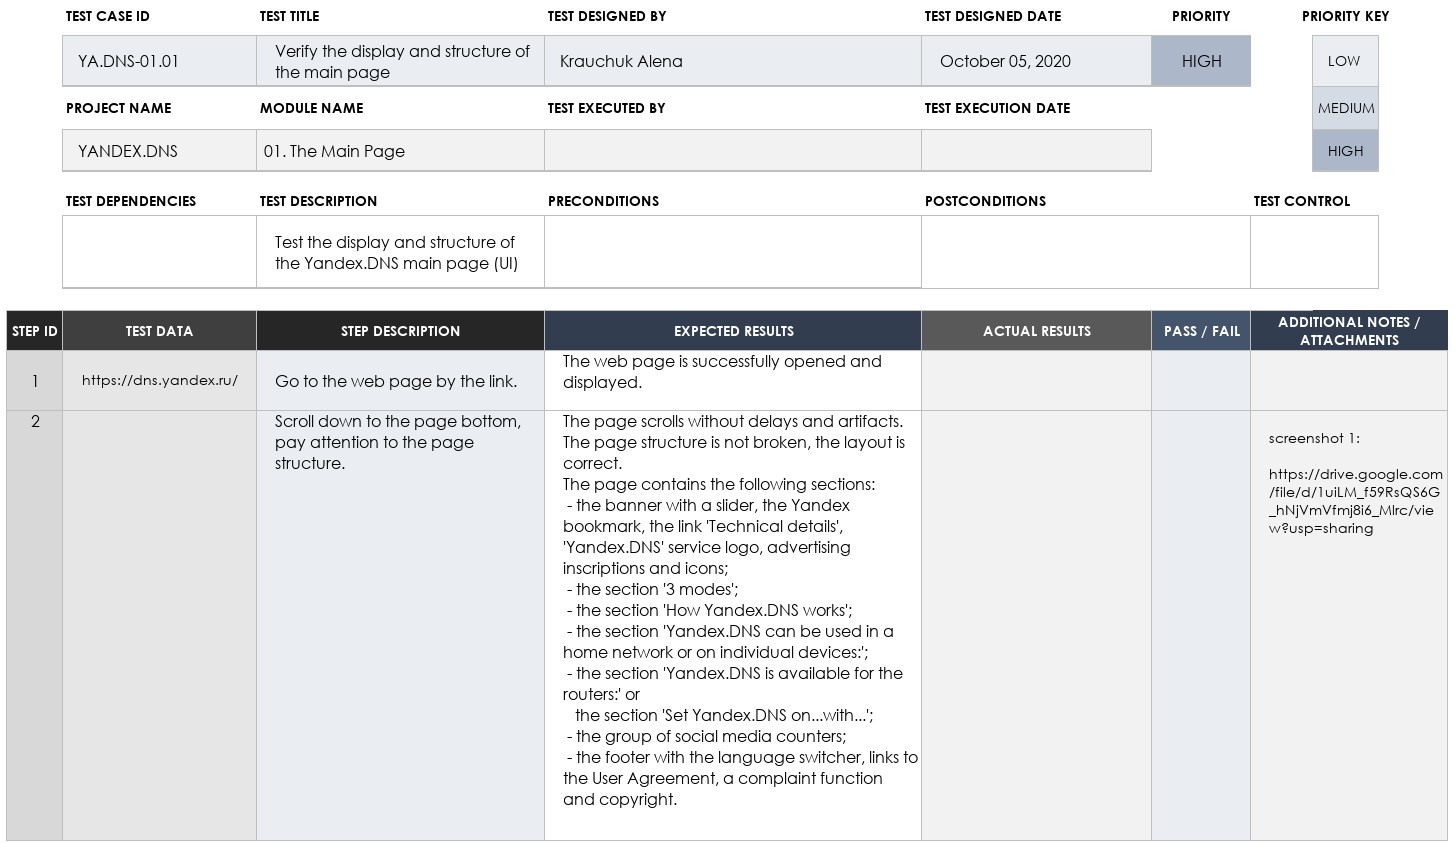 TEST CASE ID
TEST TITLE
TEST DESIGNED BY
TEST DESIGNED DATE
PRIORITY
PRIORITY KEY
YA.DNS-01.01
Verify the display and structure of
the main page
Krauchuk Alena
October 05, 2020
HIGH
LOW
PROJECT NAME
MODULE NAME
TEST EXECUTED BY
TEST EXECUTION DATE
MEDIUM
YANDEX.DNS
01. The Main Page
HIGH
TEST DEPENDENCIES
TEST DESCRIPTION
PRECONDITIONS
POSTCONDITIONS
TEST CONTROL
Test the display and structure of
the Yandex.DNS main page (UI)
STEP ID
TEST DATA
STEP DESCRIPTION
EXPECTED RESULTS
ACTUAL RESULTS
PASS / FAIL
ADDITIONAL NOTES /
ATTACHMENTS
1
https://dns.yandex.ru/
Go to the web page by the link.
The web page is successfully opened and
displayed.
2
Scroll down to the page bottom,
pay attention to the page
structure.
The page scrolls without delays and artifacts.
The page structure is not broken, the layout is
correct.
The page contains the following sections:
- the banner with a slider, the Yandex
bookmark, the link 'Technical details',
'Yandex.DNS' service logo, advertising
inscriptions and icons;
- the section '3 modes';
- the section 'How Yandex.DNS works';
- the section 'Yandex.DNS can be used in a
home network or on individual devices:';
- the section 'Yandex.DNS is available for the
routers:' or
the section 'Set Yandex.DNS on...with...';
- the group of social media counters;
- the footer with the language switcher, links to
the User Agreement, a complaint function
and copyright.
screenshot 1:
https://drive.google.com
/file/d/1uiLM_f59RsQS6G
_hNjVmVfmj8i6_MIrc/vie
w?usp=sharing